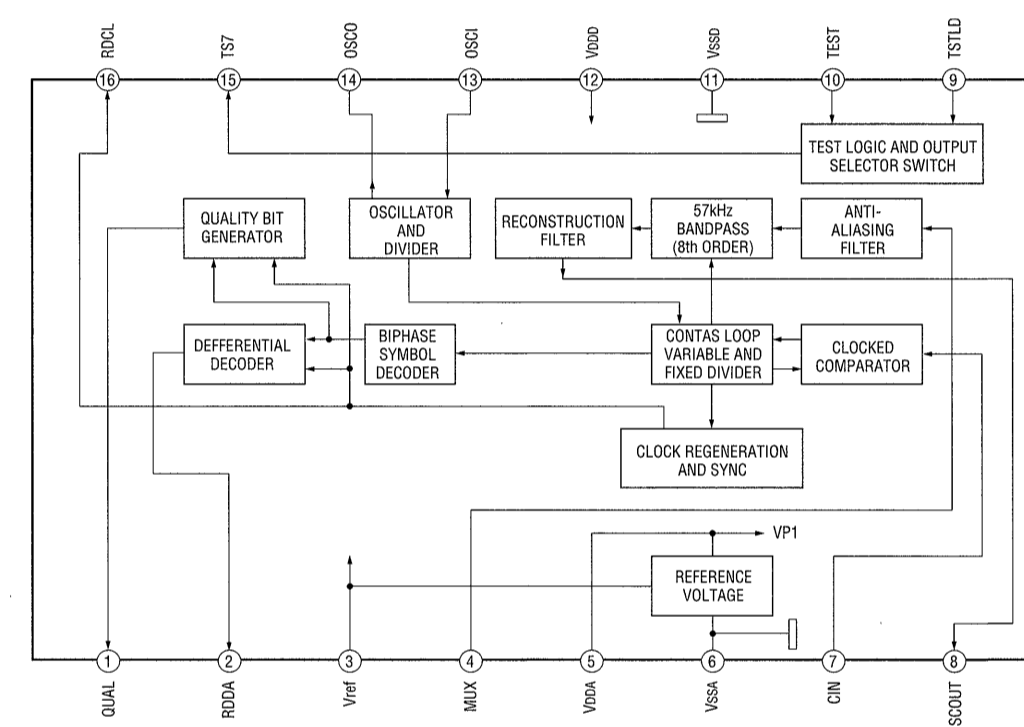 RDCL
TS7
OSCO
OSCI
VDDD
VSSD
TEST
TSTLD
16
15
14
13
12
11
10
9
TEST LOGIC AND OUTPUT
SELECTOR SWITCH
QUALITY BIT
GENERATOR
OSCILLATOR
AND
DIVIDER
RECONSTRUCTION
FILTER
57kHz
BANDPASS
(8th ORDER)
ANTI-
ALIASING
FILTER
DEFFERENTIAL
DECODER
BIPHASE
SYMBOL
DECODER
CONTAS LOOP
VARIABLE AND
FIXED DIVIDER
CLOCKED
COMPARATOR
CLOCK REGENERATION
AND SYNC
VP1
REFERENCE
VOLTAGE
1
2
3
4
5
6
7
8
QUAL
RDDA
Vref
MUX
VDDA
VSSA
CIN
SCOUT